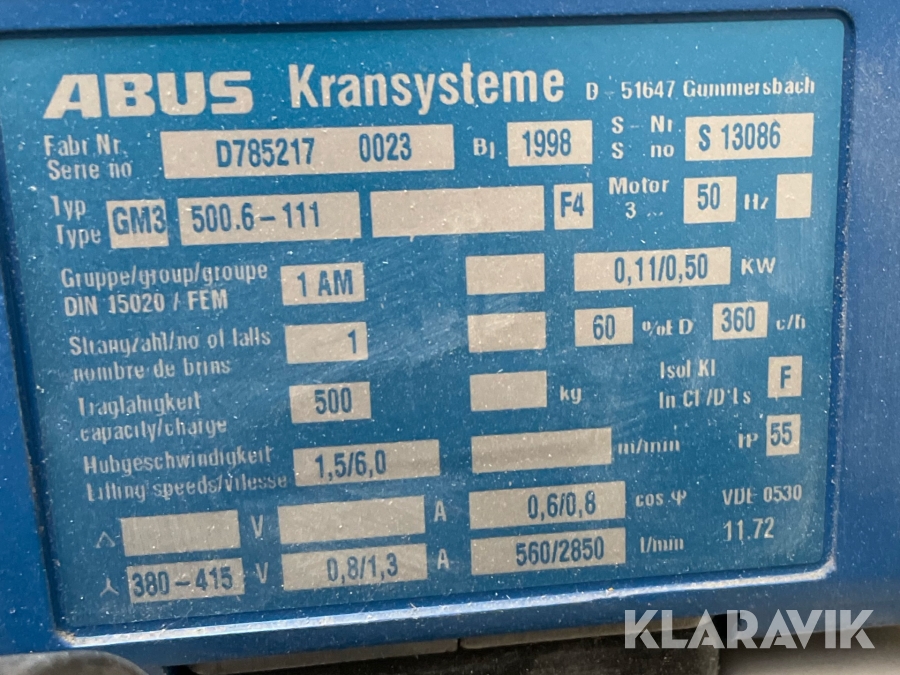 ABUS Kransysteme D - 51647 Gummersbach
Fabr Nr. D785217 0023 Bj. 1998 S - Nr. S 13086
Serie no S no
Typ GM3 500.6-111 F4 Motor 50 Hz
Type 3
Gruppe/group/groupe 1 AM 0,11/0,50 KW
DIN 15020 / FEM
Strangzahl/no of falls 1 60 %ED 360 c/h
nombre de brins
Tragfähigkeit 500 kg Isol Kl F
capacity/charge In Cl/D'I s
Hubgeschwindigkeit 1,5/6,0 m/min IP 55
Lifting speeds/vitesse
V A 0,6/0,8 cos φ VDE 0530
380-415 V 0,8/1,3 A 560/2850 1/min 11.72
KLARAVIK